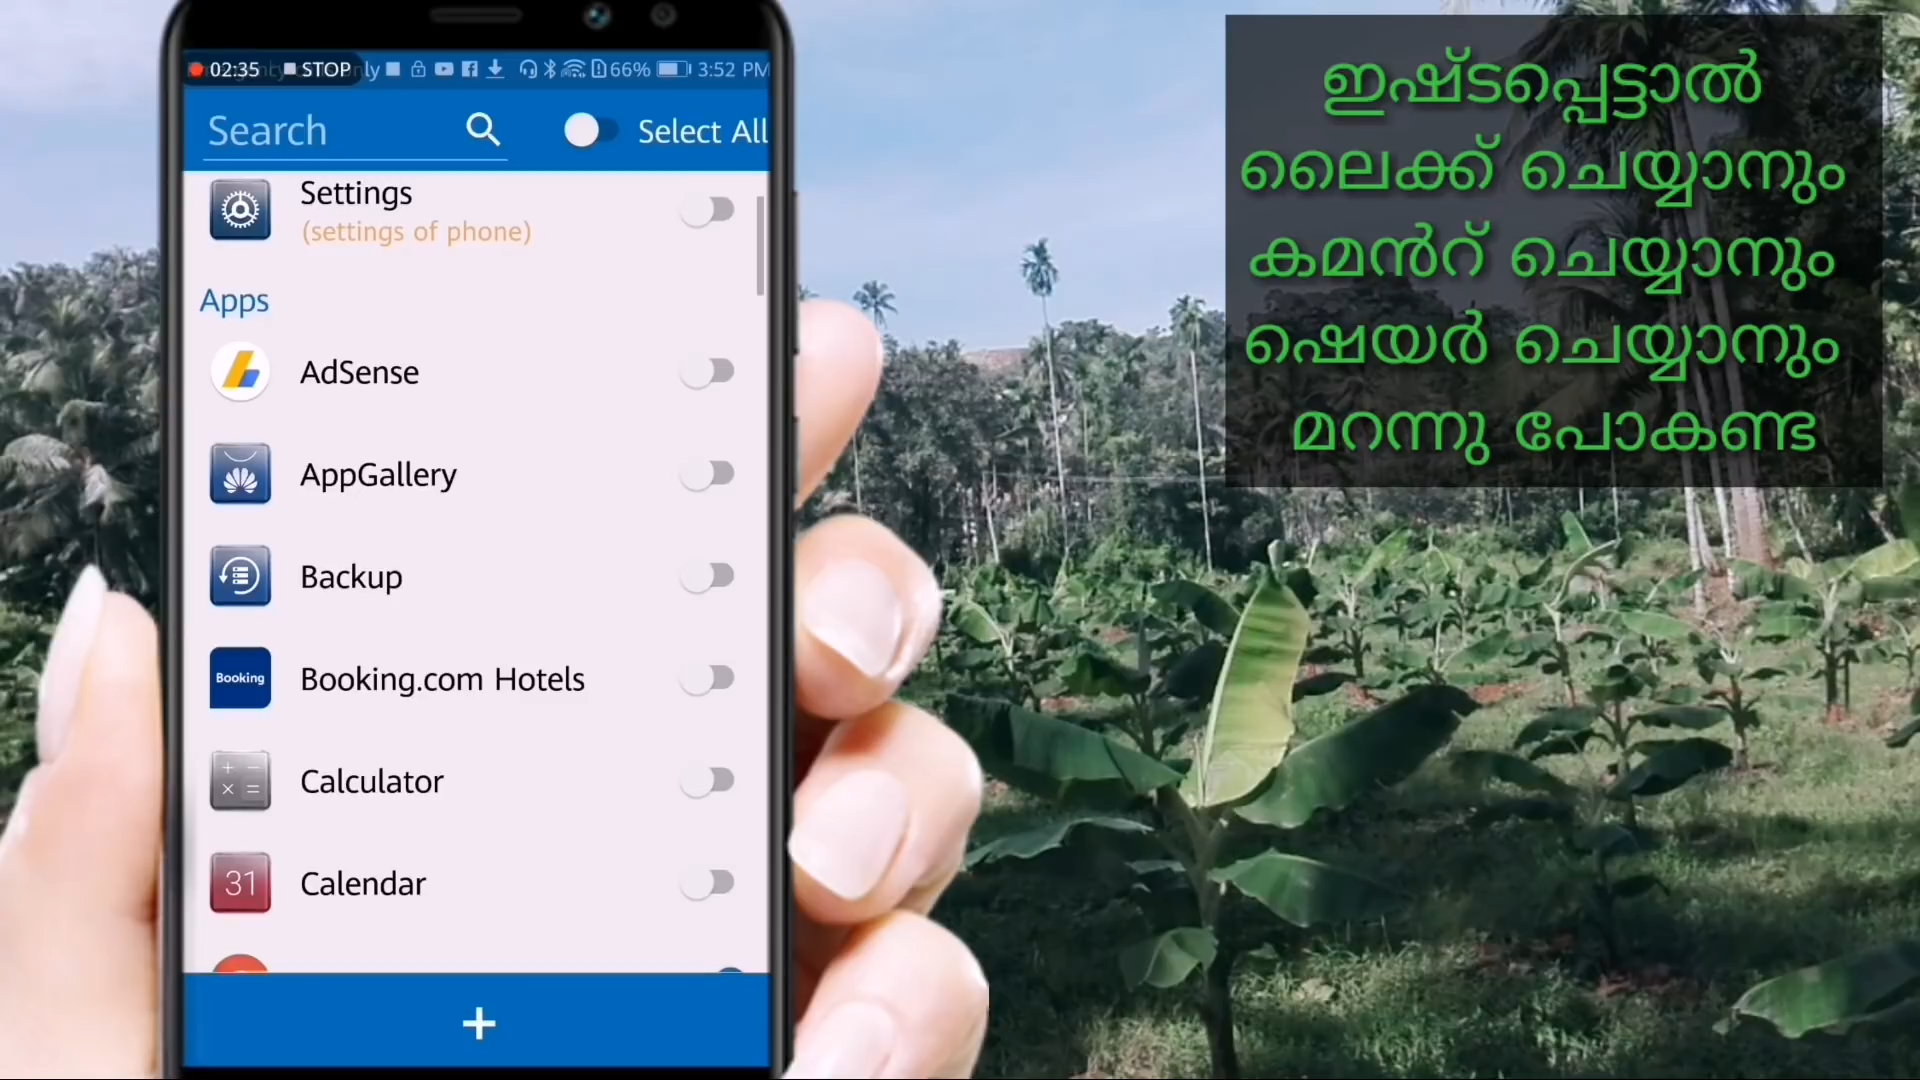 02:35 STOP 66% 3:52 PM
Search Select All
Settings
(settings of phone)
Apps
AdSense
AppGallery
Backup
Booking
Booking.com Hotels
Calculator
31
Calendar
+
ഇഷ്ടപ്പെട്ടാൽ
ലൈക്ക് ചെയ്യാനും
കമൻറ് ചെയ്യാനും
ഷെയർ ചെയ്യാനും
മറന്നു പോകണ്ട